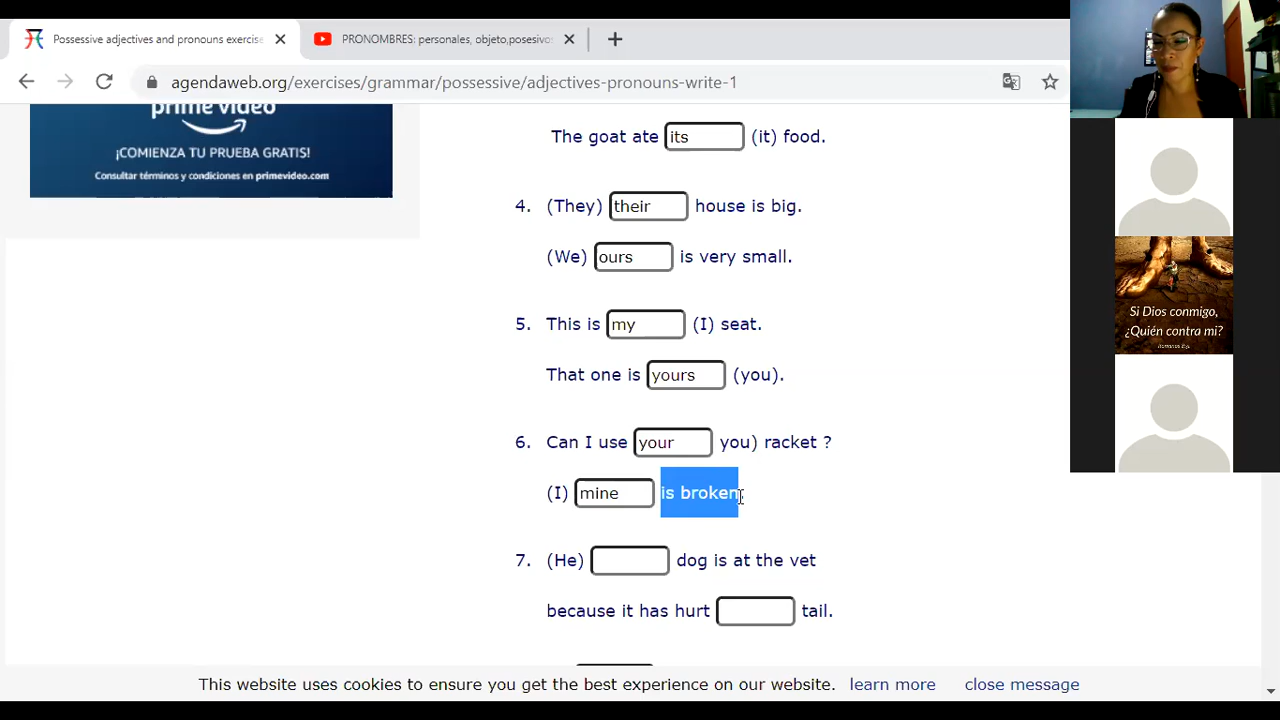 Possessive adjectives and pronouns exercise
PRONOMBRES: personales, objeto,posesivos
agendaweb.org/exercises/grammar/possessive/adjectives-pronouns-write-1
prime video
¡COMIENZA TU PRUEBA GRATIS!
Consultar términos y condiciones en primevideo.com
The goat ate its (it) food.
4. (They) their house is big.
(We) ours is very small.
5. This is my (I) seat.
That one is yours (you).
6. Can I use your you) racket ?
(I) mine is broken
7. (He) dog is at the vet
because it has hurt tail.
Si Dios conmigo,
¿Quién contra mi?
This website uses cookies to ensure you get the best experience on our website. learn more close message